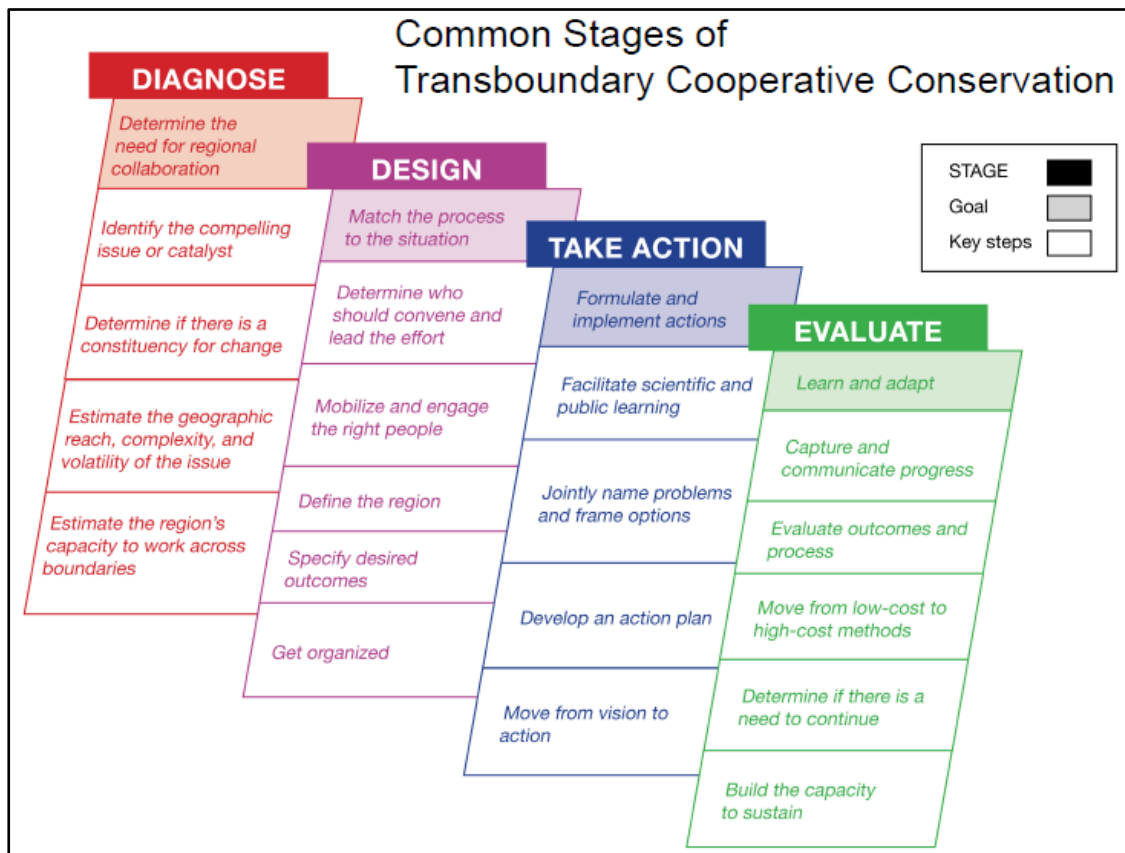 Common Stages of
Transboundary Cooperative Conservation
DIAGNOSE
Determine the
need for regional
collaboration
Identify the compelling
issue or catalyst
Determine if there is a
constituency for change
Estimate the geographic
reach, complexity, and
volatility of the issue
Estimate the region's
capacity to work across
boundaries
DESIGN
Match the process
to the situation
Determine who
should convene and
lead the effort
Mobilize and engage
the right people
Define the region
Specify desired
outcomes
Get organized
TAKE ACTION
Formulate and
implement actions
Facilitate scientific and
public learning
Jointly name problems
and frame options
Develop an action plan
Move from vision to
action
EVALUATE
Learn and adapt
Capture and
communicate progress
Evaluate outcomes and
process
Move from low-cost to
high-cost methods
Determine if there is a
need to continue
Build the capacity
to sustain
STAGE
Goal
Key steps